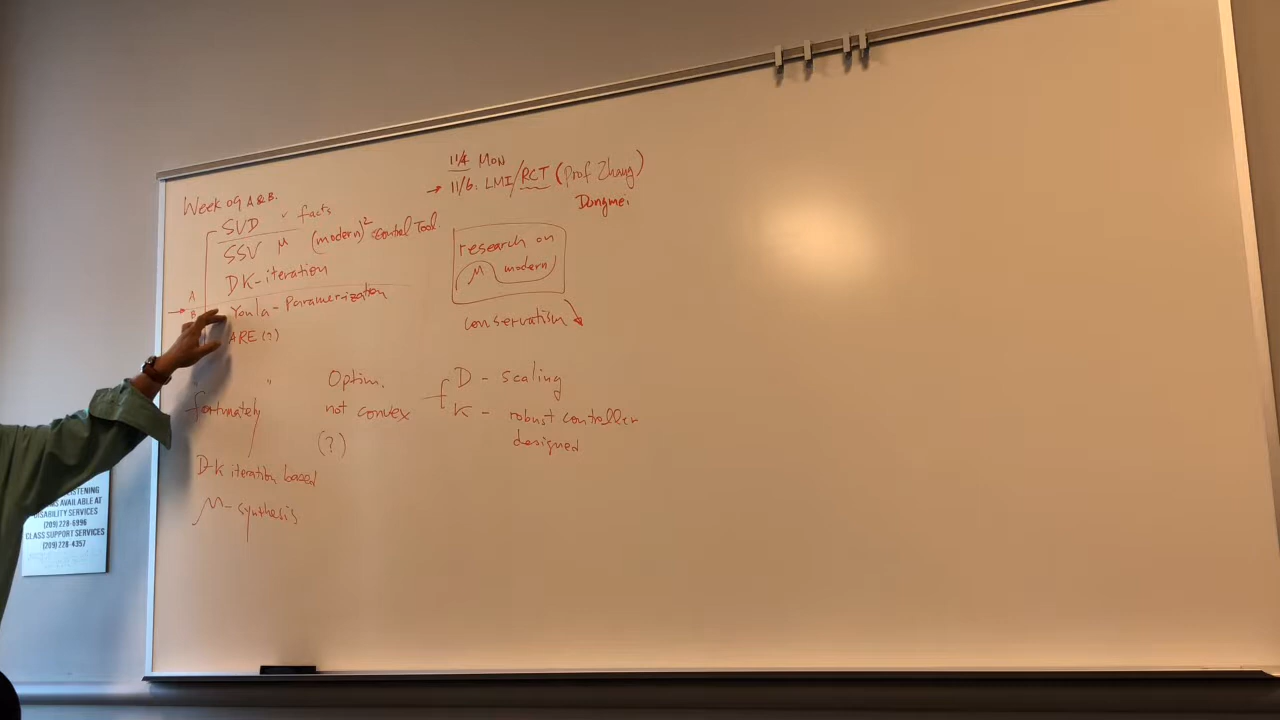 Week 09 A&B.
SVD ✓ facts
SSV μ (modern)² control Tool.
DK-iteration
A
B
Youla-Paramerization
ARE(?)
11/4 MON
→ 11/6: LMI/RCT (Prof Zhang)
Dongmei
research on
μ modern
conservatism
fortunately
Optim.
not convex
(?)
D - scaling
K - robust controller
designed
D-K iteration based
μ-synthesis
LISTENING
AVAILABLE AT
DISABILITY SERVICES
(209) 228-6996
CLASS SUPPORT SERVICES
(209) 228-4357